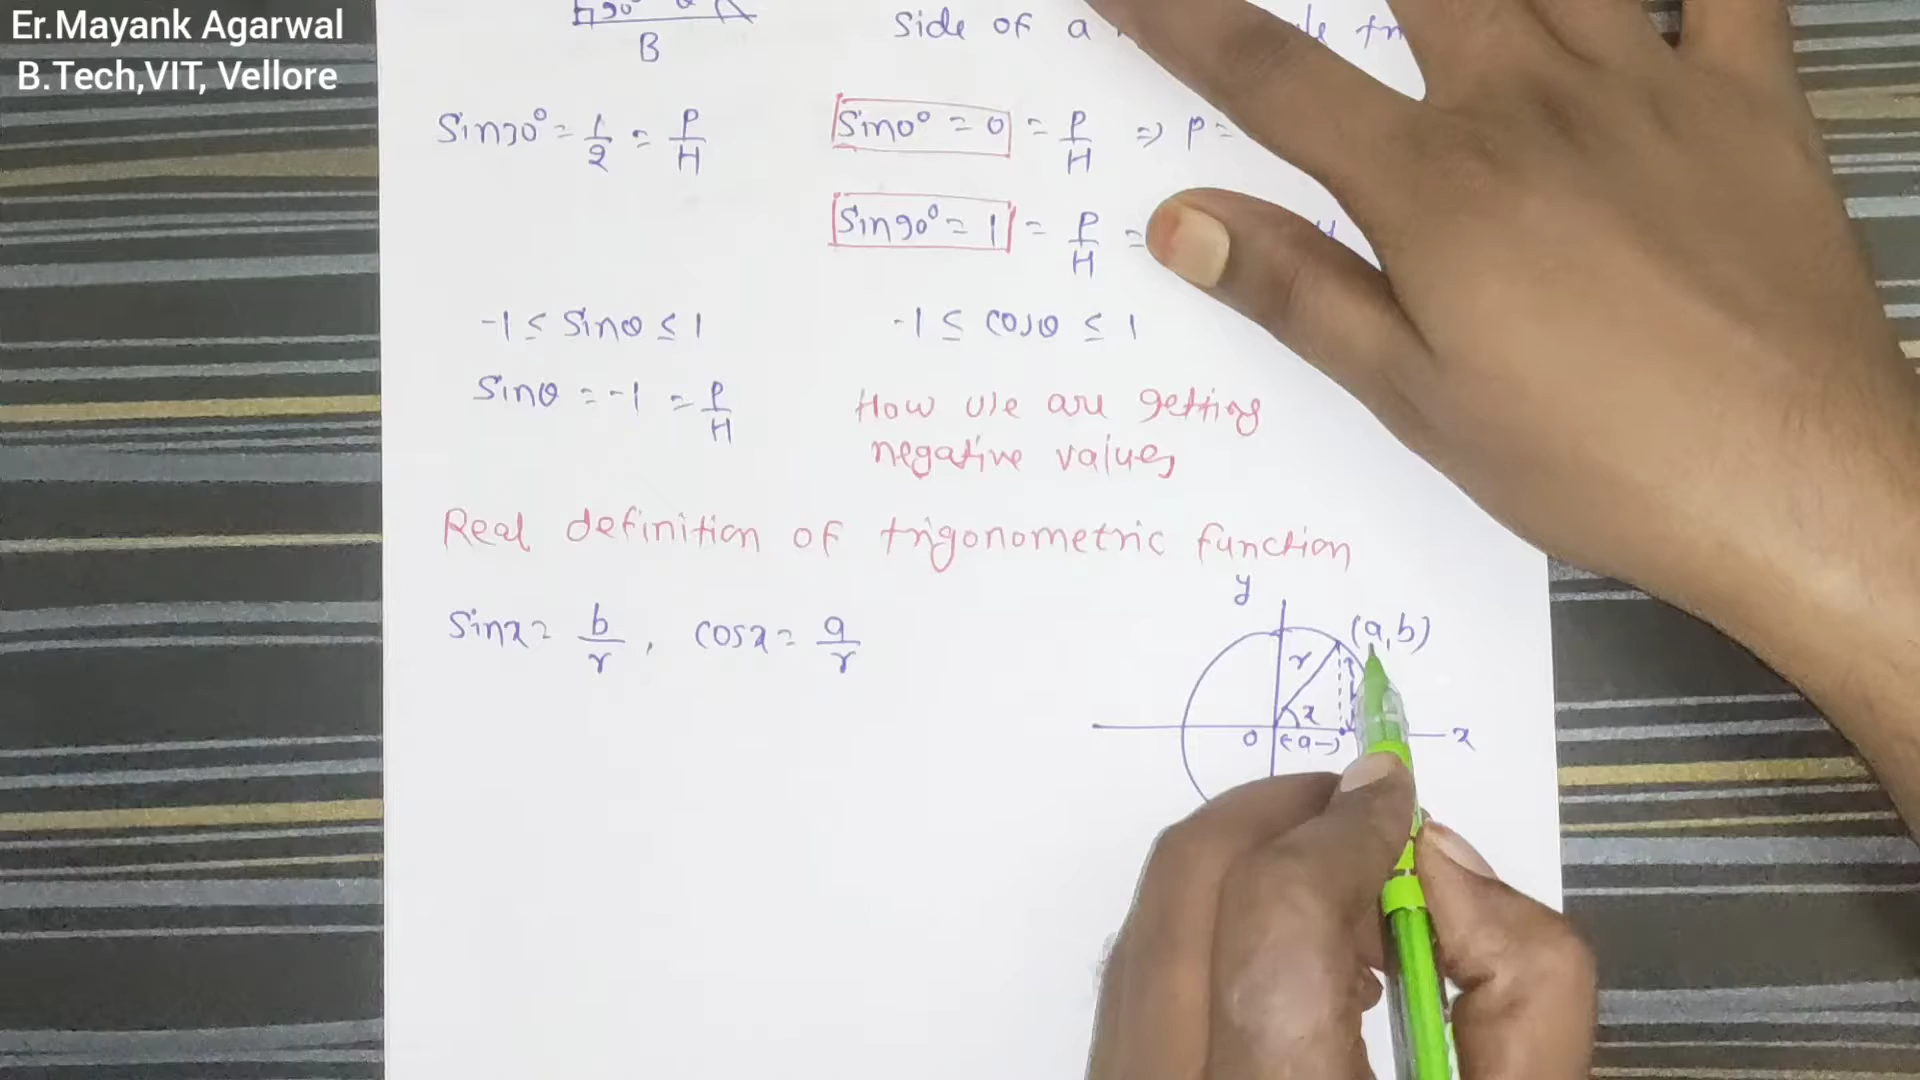 Er.Mayank Agarwal
B.Tech,VIT, Vellore
B
Side of a
Sin30° = 1/2 = P/H
Sin0° = 0 = P/H => P =
Sin90° = 1 = P/H =
-1 ≤ Sinθ ≤ 1
-1 ≤ cosθ ≤ 1
Sinθ = -1 = P/H
How we are getting
negative values
Real definition of trigonometric function
y
Sinx = b/r , cosx = a/r
(a,b)
r
x
0
a
x